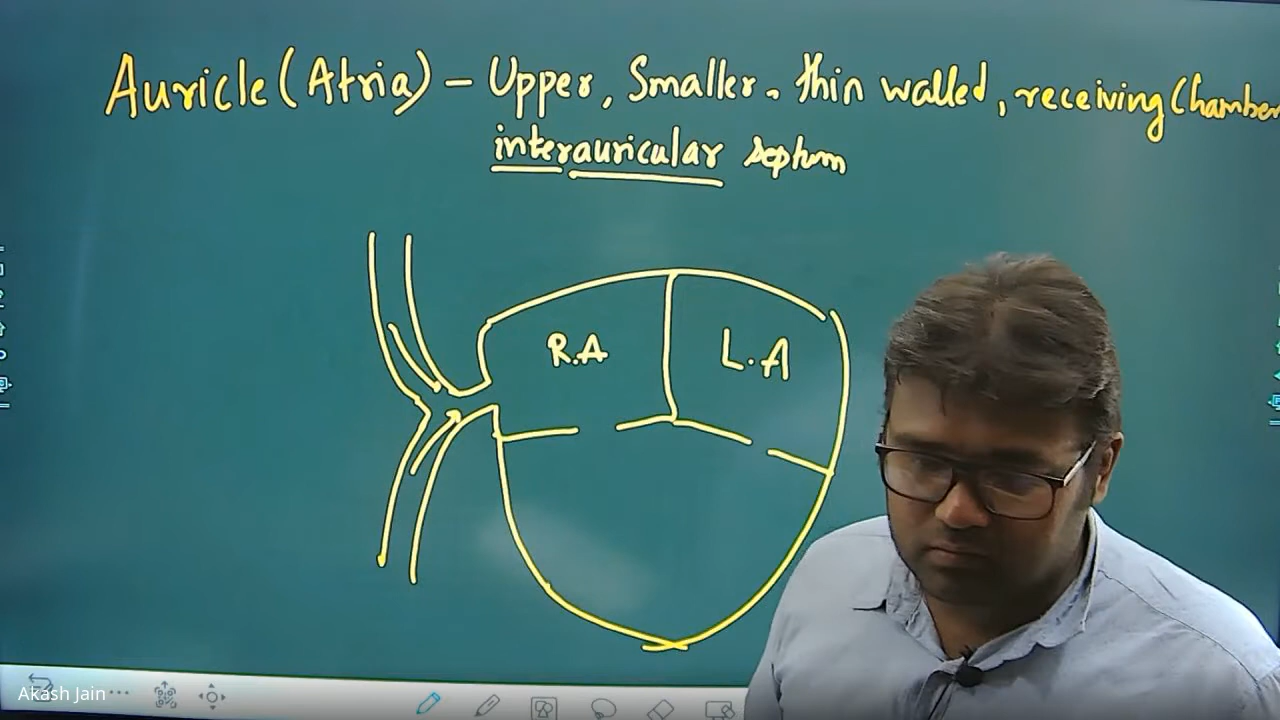 Auricle (Atria) - Upper, Smaller. thin walled, receiving Chamber
interauricular septum
R.A
L.A
Akash Jain